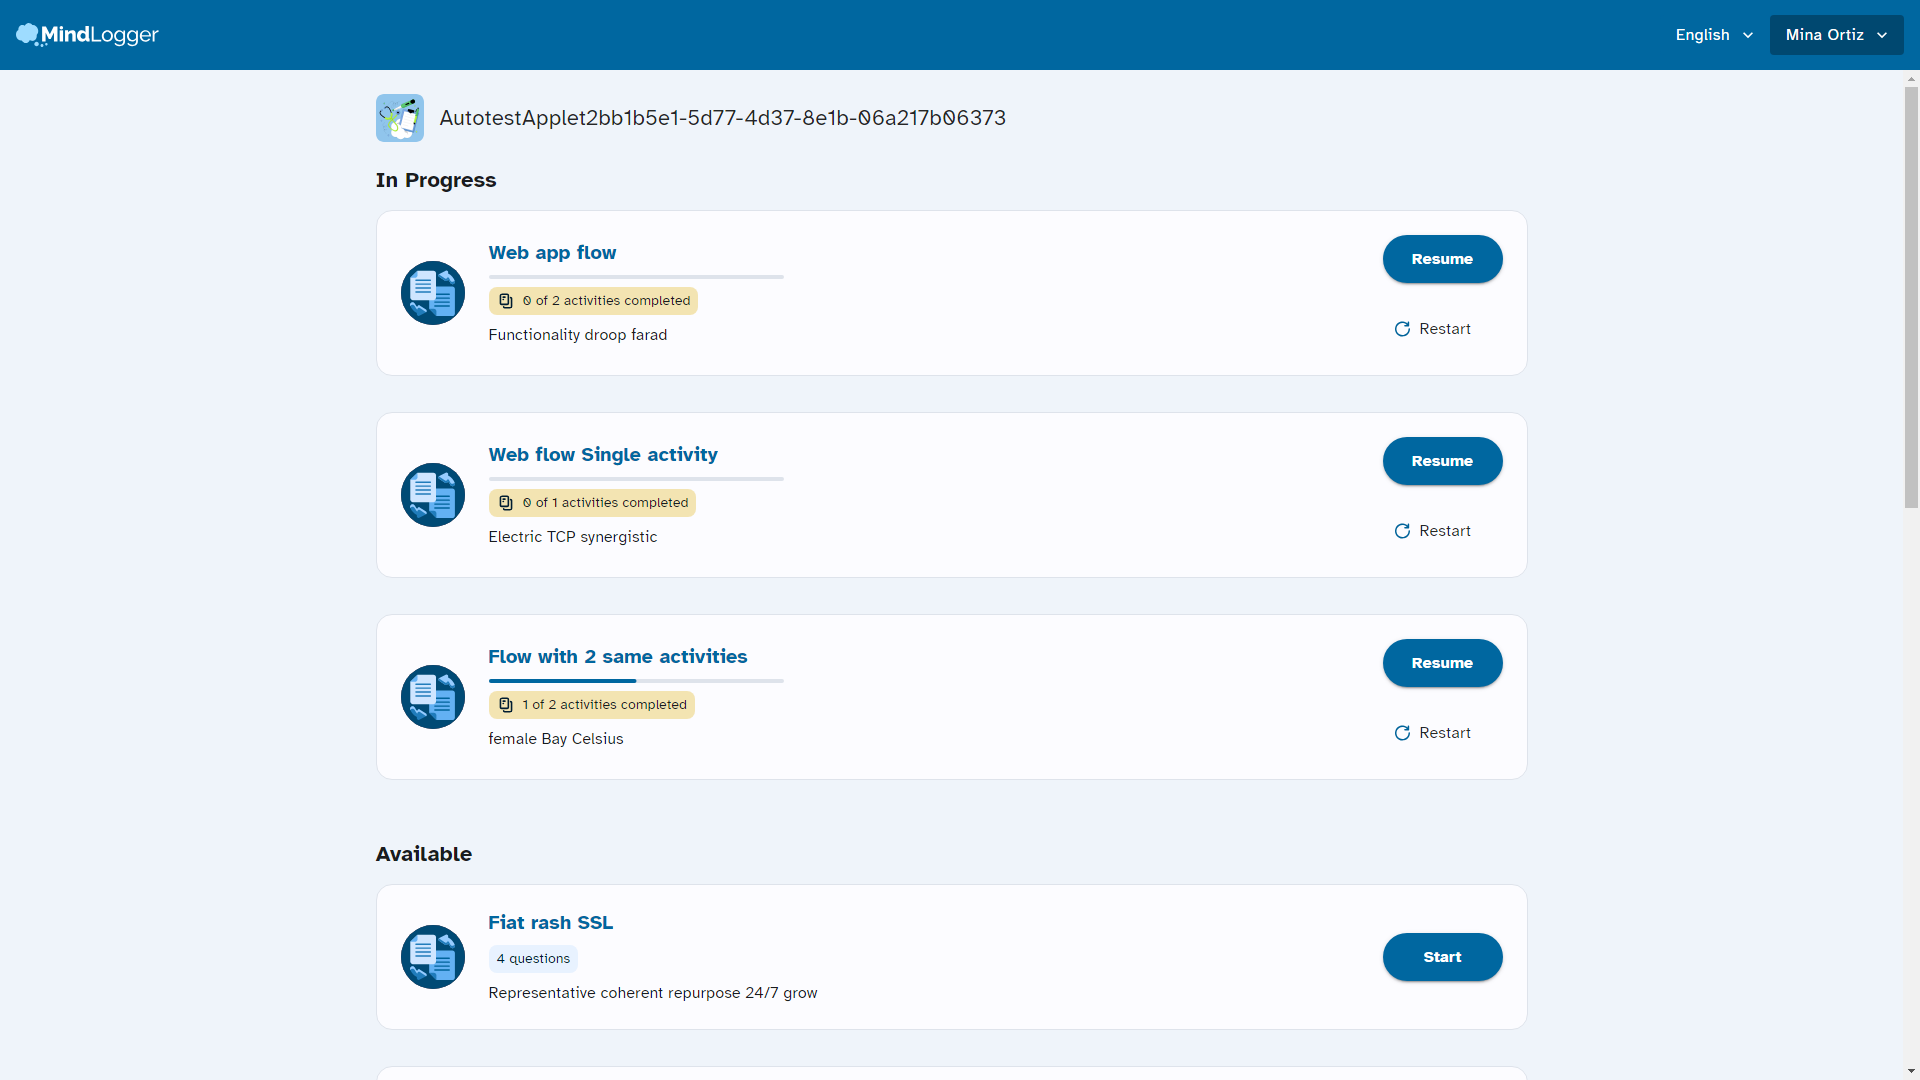 MindLogger
English
Mina Ortiz
AutotestApplet2bb1b5e1-5d77-4d37-8e1b-06a217b06373
In Progress
Web app flow
0 of 2 activities completed
Functionality droop farad
Resume
Restart
Web flow Single activity
0 of 1 activities completed
Electric TCP synergistic
Resume
Restart
Flow with 2 same activities
1 of 2 activities completed
female Bay Celsius
Resume
Restart
Available
Fiat rash SSL
4 questions
Representative coherent repurpose 24/7 grow
Start